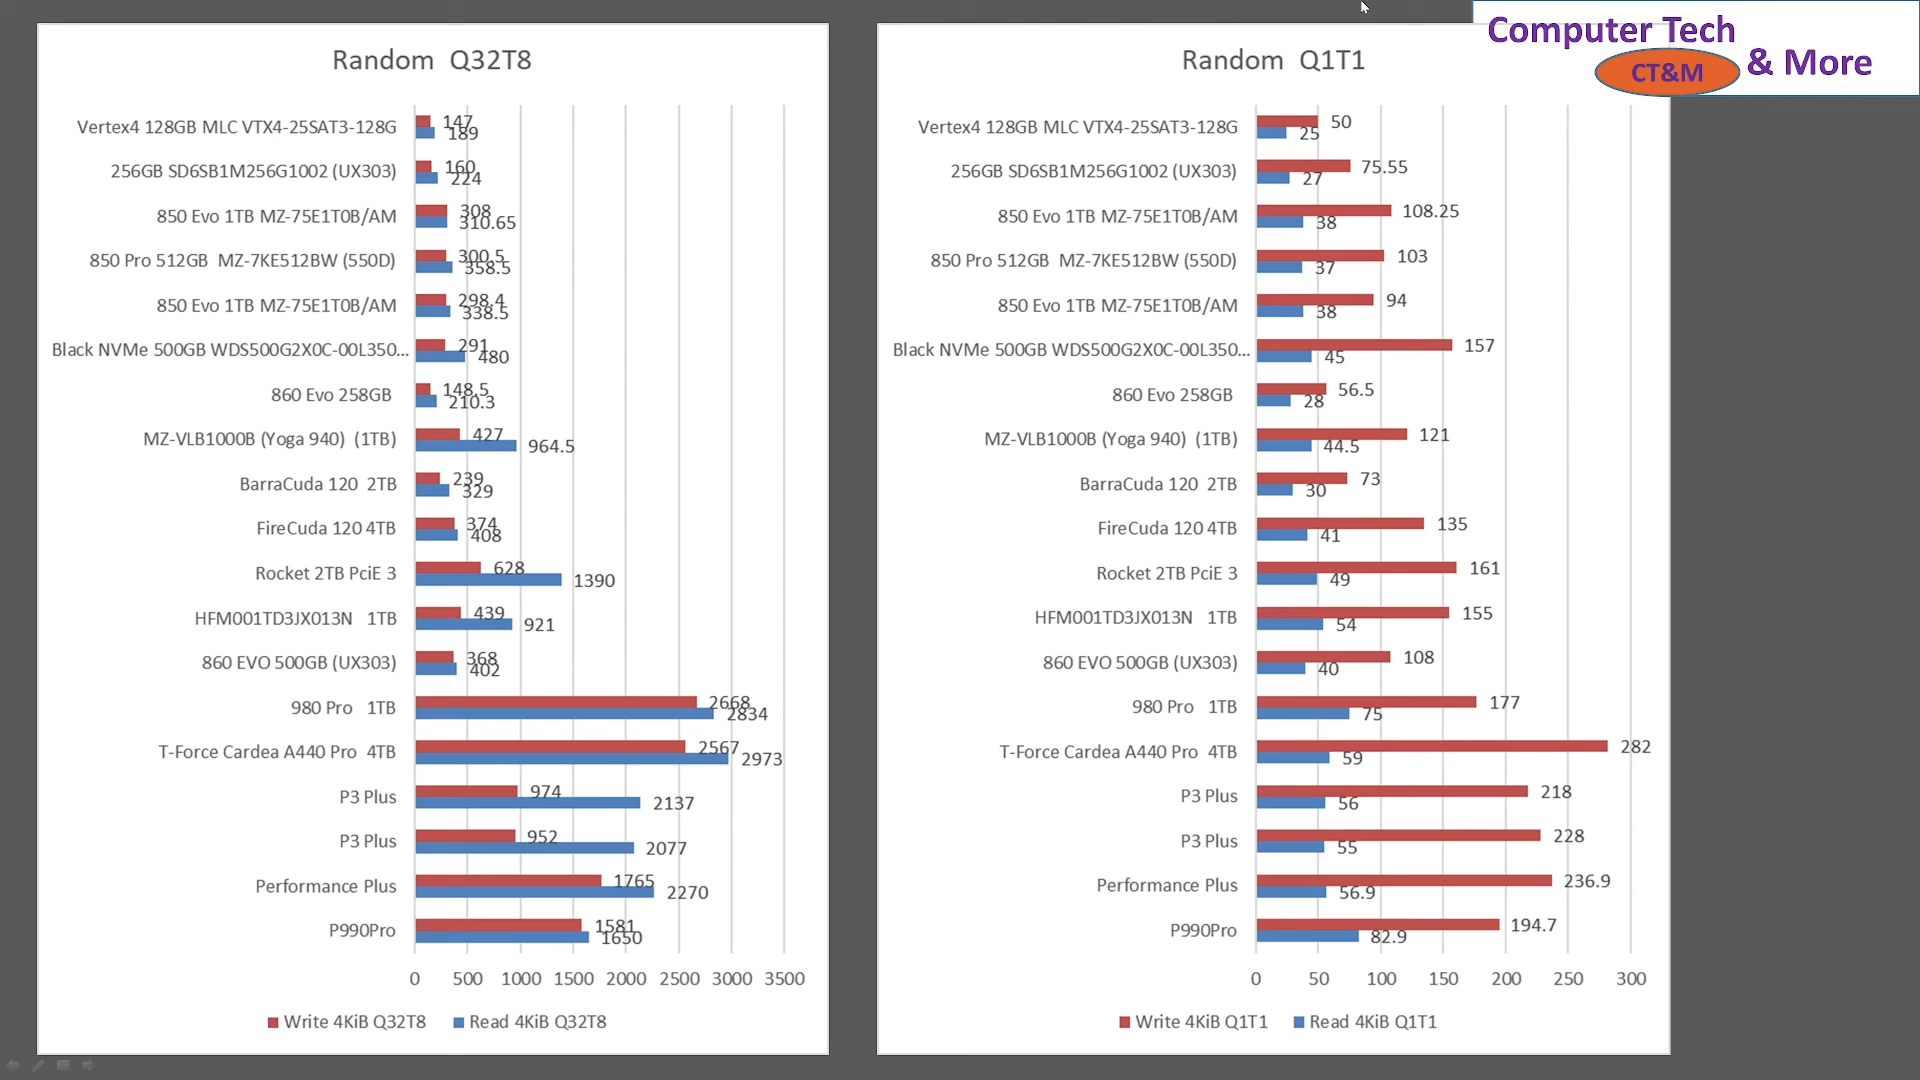 Computer Tech
CT&M & More
Random Q32T8
Vertex4 128GB MLC VTX4-25SAT3-128G 147 189
256GB SD6SB1M256G1002 (UX303) 160 224
850 Evo 1TB MZ-75E1T0B/AM 308 310.65
850 Pro 512GB MZ-7KE512BW (550D) 300.5 358.5
850 Evo 1TB MZ-75E1T0B/AM 298.4 338.5
Black NVMe 500GB WDS500G2X0C-00L350... 291 480
860 Evo 258GB 148.5 210.3
MZ-VLB1000B (Yoga 940) (1TB) 427 964.5
BarraCuda 120 2TB 239 329
FireCuda 120 4TB 374 408
Rocket 2TB PciE 3 628 1390
HFM001TD3JX013N 1TB 439 921
860 EVO 500GB (UX303) 368 402
980 Pro 1TB 2668 2834
T-Force Cardea A440 Pro 4TB 2567 2973
P3 Plus 974 2137
P3 Plus 952 2077
Performance Plus 1765 2270
P990Pro 1581 1650
0 500 1000 1500 2000 2500 3000 3500
Write 4KiB Q32T8 Read 4KiB Q32T8
Random Q1T1
Vertex4 128GB MLC VTX4-25SAT3-128G 50 25
256GB SD6SB1M256G1002 (UX303) 75.55 27
850 Evo 1TB MZ-75E1T0B/AM 108.25 38
850 Pro 512GB MZ-7KE512BW (550D) 103 37
850 Evo 1TB MZ-75E1T0B/AM 94 38
Black NVMe 500GB WDS500G2X0C-00L350... 157 45
860 Evo 258GB 56.5 28
MZ-VLB1000B (Yoga 940) (1TB) 121 44.5
BarraCuda 120 2TB 73 30
FireCuda 120 4TB 135 41
Rocket 2TB PciE 3 161 49
HFM001TD3JX013N 1TB 155 54
860 EVO 500GB (UX303) 108 40
980 Pro 1TB 177 75
T-Force Cardea A440 Pro 4TB 282 59
P3 Plus 218 56
P3 Plus 228 55
Performance Plus 236.9 56.9
P990Pro 194.7 82.9
0 50 100 150 200 250 300
Write 4KiB Q1T1 Read 4KiB Q1T1